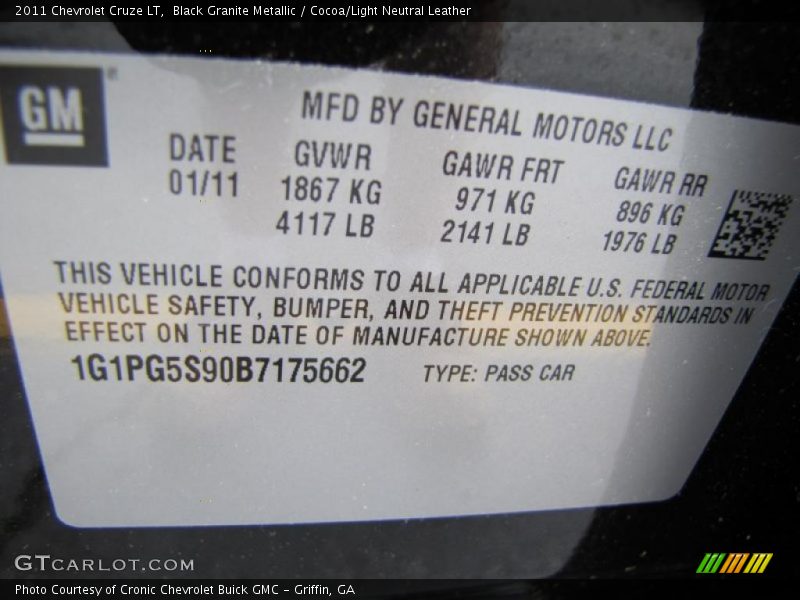 2011 Chevrolet Cruze LT, Black Granite Metallic / Cocoa/Light Neutral Leather
GM
MFD BY GENERAL MOTORS LLC
DATE GVWR GAWR FRT GAWR RR
01/11 1867 KG 971 KG 896 KG
4117 LB 2141 LB 1976 LB
THIS VEHICLE CONFORMS TO ALL APPLICABLE U.S. FEDERAL MOTOR
VEHICLE SAFETY, BUMPER, AND THEFT PREVENTION STANDARDS IN
EFFECT ON THE DATE OF MANUFACTURE SHOWN ABOVE.
1G1PG5S90B7175662 TYPE: PASS CAR
GTCARLOT.COM
Photo Courtesy of Cronic Chevrolet Buick GMC - Griffin, GA